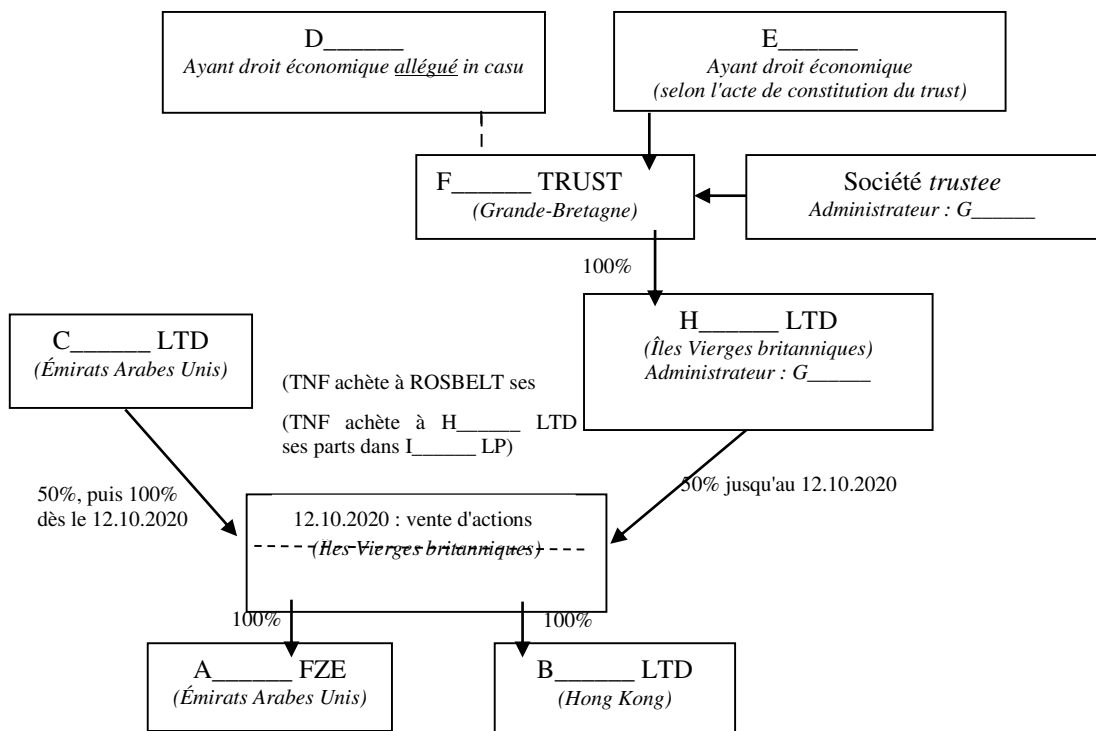 D______
Ayant droit économique allégué in casu
E______
Ayant droit économique
(selon l'acte de constitution du trust)
F______ TRUST
(Grande-Bretagne)
Société trustee
Administrateur : G______
100%
C______ LTD
(Émirats Arabes Unis)
H______ LTD
(Îles Vierges britanniques)
Administrateur : G______
(TNF achète à ROSBELT ses
(TNF achète à H______ LTD
ses parts dans I______ LP)
50%, puis 100%
dès le 12.10.2020
50% jusqu'au 12.10.2020
12.10.2020 : vente d'actions
(Iles Vierges britanniques)
100%
100%
A______ FZE
(Émirats Arabes Unis)
B______ LTD
(Hong Kong)